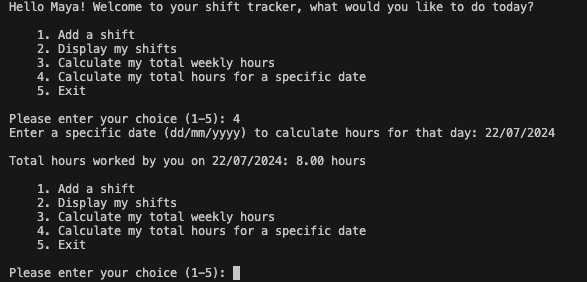 Hello Maya! Welcome to your shift tracker, what would you like to do today?
1. Add a shift
2. Display my shifts
3. Calculate my total weekly hours
4. Calculate my total hours for a specific date
5. Exit
Please enter your choice (1-5): 4
Enter a specific date (dd/mm/yyyy) to calculate hours for that day: 22/07/2024
Total hours worked by you on 22/07/2024: 8.00 hours
1. Add a shift
2. Display my shifts
3. Calculate my total weekly hours
4. Calculate my total hours for a specific date
5. Exit
Please enter your choice (1-5):